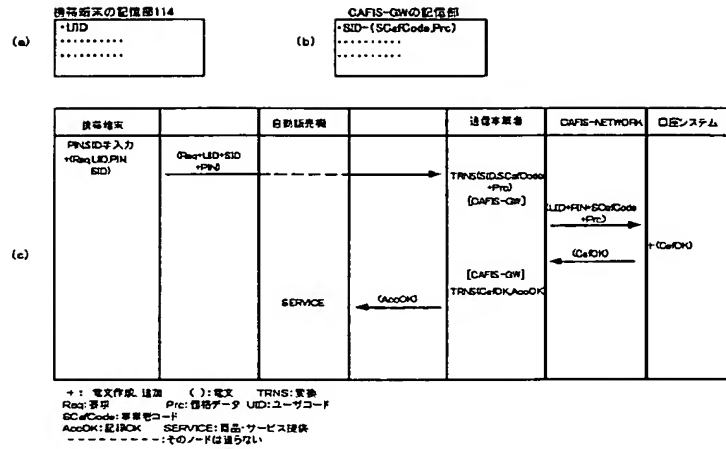 携帯端末の記憶部114
CAFIS-GWの記憶部
(a)
・UID
(b)
・SID-(SCafCode,Prc)
携帯端末
自動販売機
通信事業者
CAFIS-NETWORK
口座システム
PIN,SID手入力
+(Req,UID,PIN
SID)
(Req+UID+SID
+PIN)
TRNS(SID,SCafCode
+Prc)
[CAFIS-GW]
(UID+PIN+SCafCode
+Prc)
(c)
(CafOK)
+(CafOK)
[CAFIS-GW]
TRNS(CafOK,AccOK)
SERVICE
(AccOK)
+ : 電文作成、追加 ( ):電文 TRNS:変換
Req:要求 Prc:価格データ UID:ユーザコード
SCafCode:事業者コード
AccOK:記録OK SERVICE:商品・サービス提供
----------:そのノードは通らない